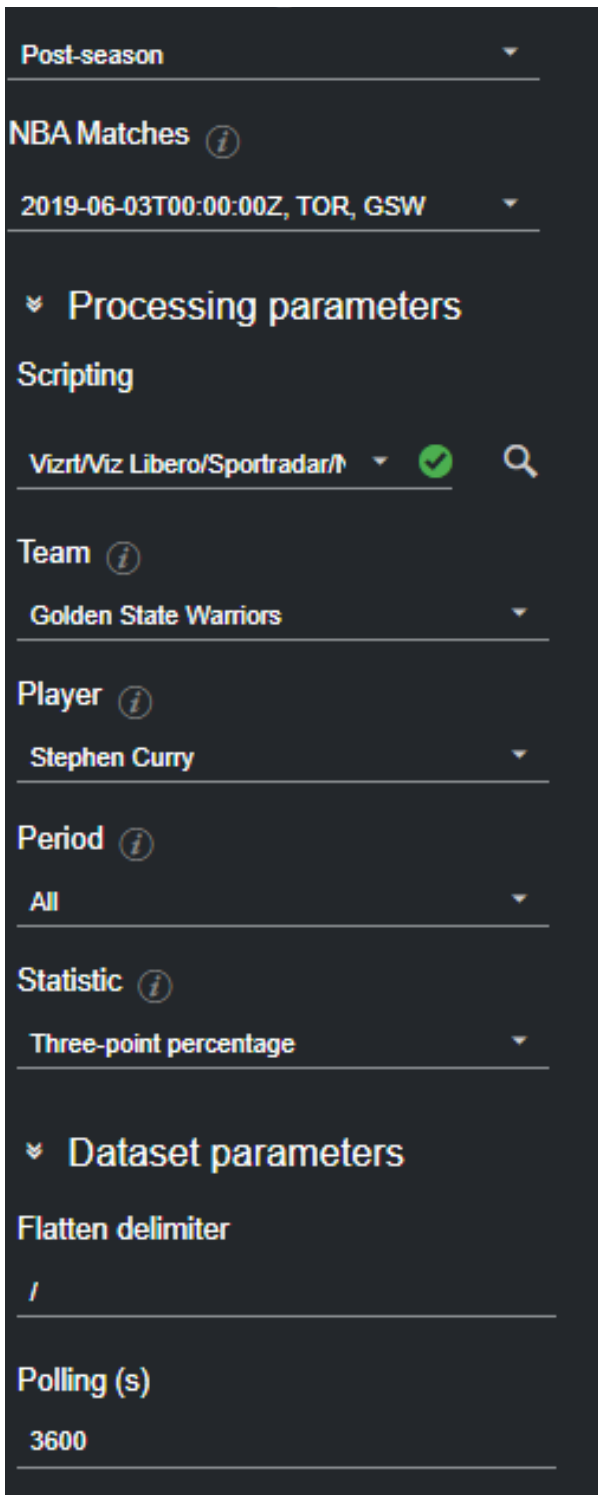 Post-season
NBA Matches
2019-06-03T00:00:00Z, TOR, GSW
Processing parameters
Scripting
Vizrt/Viz Libero/Sportradar/N
Team
Golden State Warriors
Player
Stephen Curry
Period
All
Statistic
Three-point percentage
Dataset parameters
Flatten delimiter
/
Polling (s)
3600